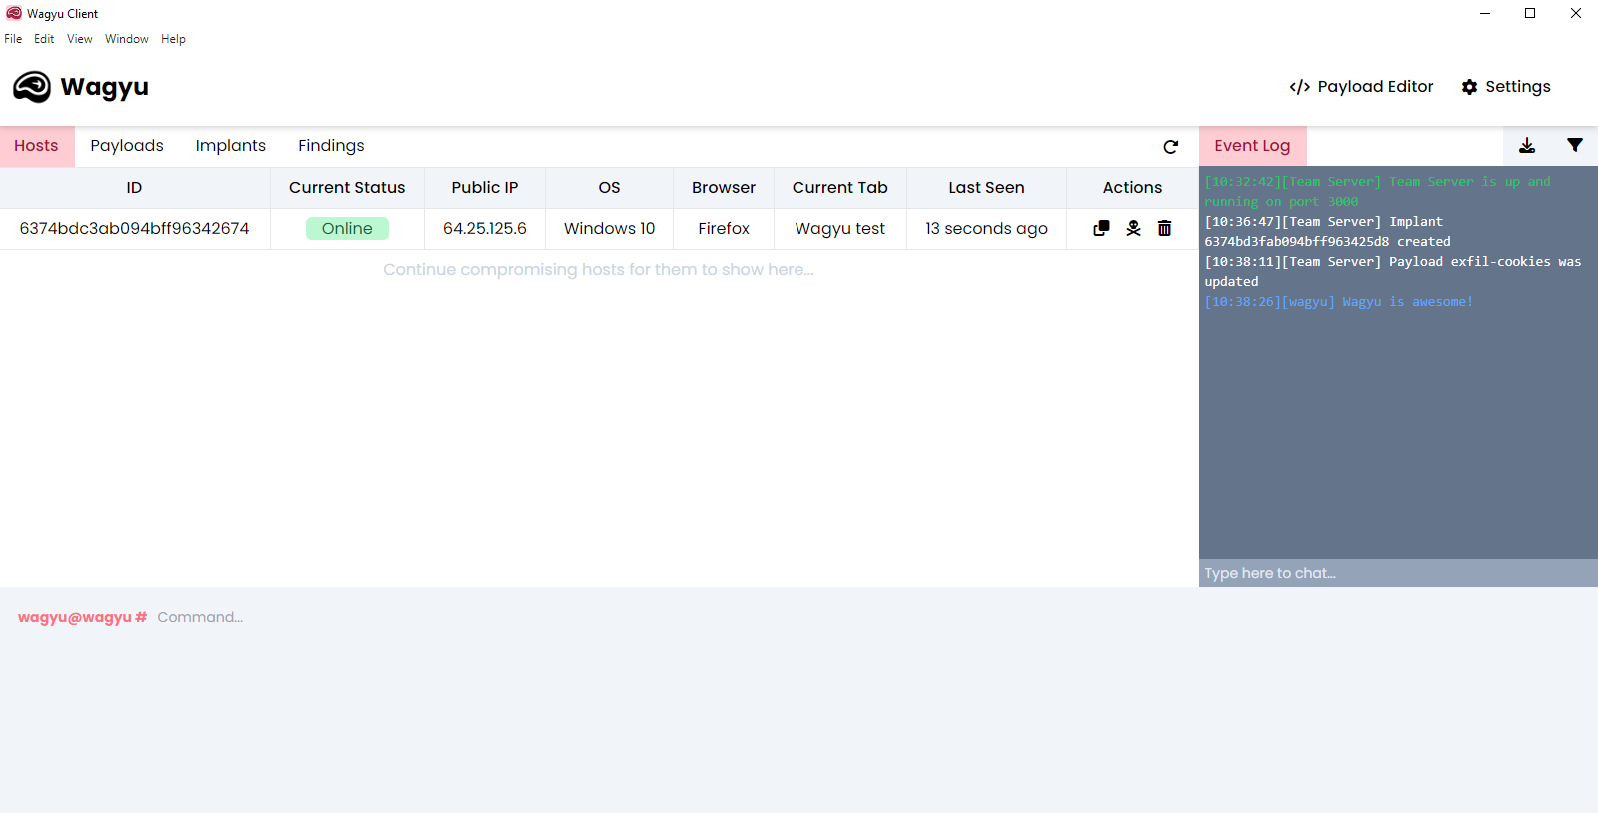 Wagyu Client
File Edit View Window Help
Wagyu
Payload Editor Settings
Hosts Payloads Implants Findings
ID Current Status Public IP OS Browser Current Tab Last Seen Actions
6374bdc3ab094bff96342674 Online 64.25.125.6 Windows 10 Firefox Wagyu test 13 seconds ago
Continue compromising hosts for them to show here...
Event Log
[10:32:42][Team Server] Team Server is up and
running on port 3000
[10:36:47][Team Server] Implant
6374bd3fab094bff963425d8 created
[10:38:11][Team Server] Payload exfil-cookies was
updated
[10:38:26][wagyu] Wagyu is awesome!
Type here to chat...
wagyu@wagyu # Command...